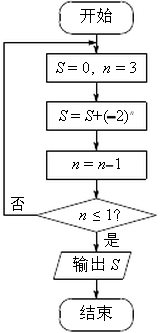 开始
S = 0, n = 3
S = S+(−2)ⁿ
n = n−1
否
n ≤ 1?
是
输出 S
结束